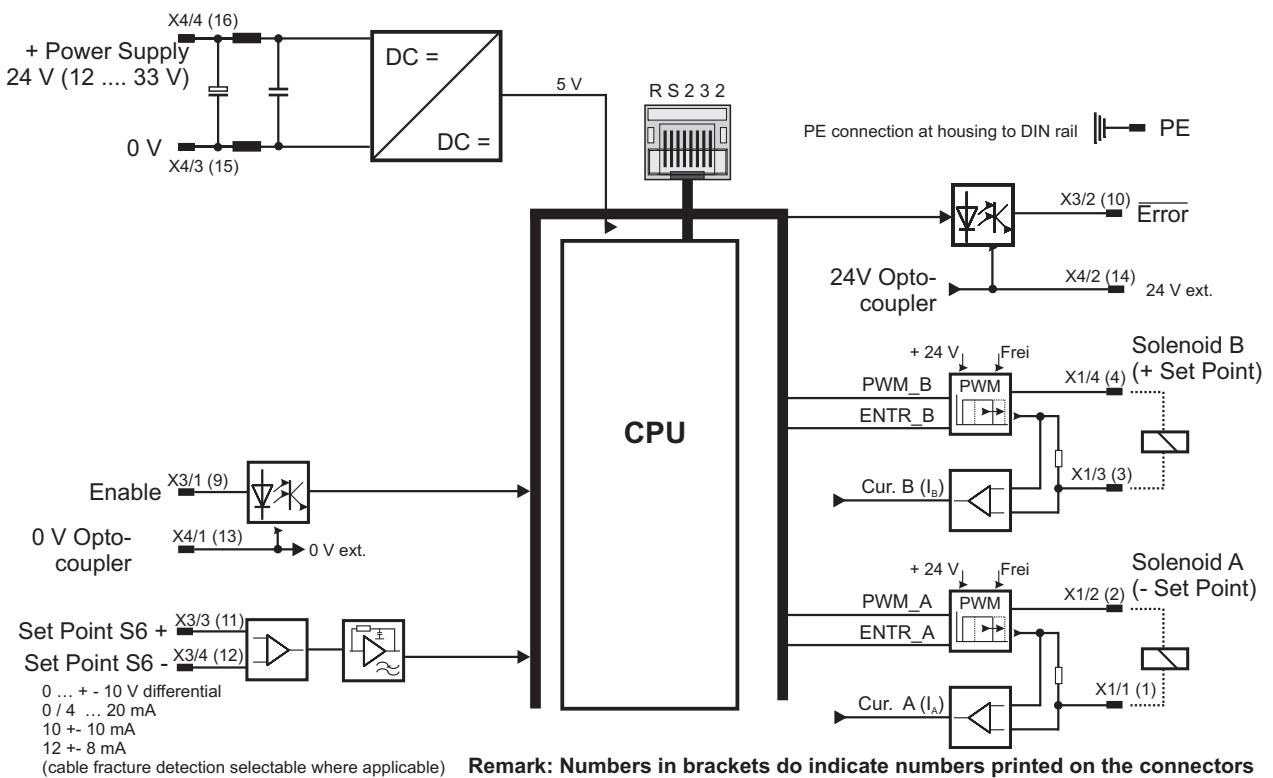 X4/4 (16)
+ Power Supply
24 V (12 .... 33 V)
0 V
X4/3 (15)
DC =
DC =
5 V
R S 2 3 2
PE connection at housing to DIN rail
PE
X3/2 (10)
Error
24V Opto-
coupler
X4/2 (14)
24 V ext.
CPU
+ 24 V
Frei
Solenoid B
(+ Set Point)
PWM_B
PWM
X1/4 (4)
ENTR_B
Cur. B (I_B)
X1/3 (3)
Enable
X3/1 (9)
0 V Opto-
coupler
X4/1 (13)
0 V ext.
+ 24 V
Frei
Solenoid A
(- Set Point)
PWM_A
PWM
X1/2 (2)
ENTR_A
Cur. A (I_A)
X1/1 (1)
Set Point S6 +
X3/3 (11)
Set Point S6 -
X3/4 (12)
0 ... + - 10 V differential
0 / 4 ... 20 mA
10 +- 10 mA
12 +- 8 mA
(cable fracture detection selectable where applicable)
Remark: Numbers in brackets do indicate numbers printed on the connectors